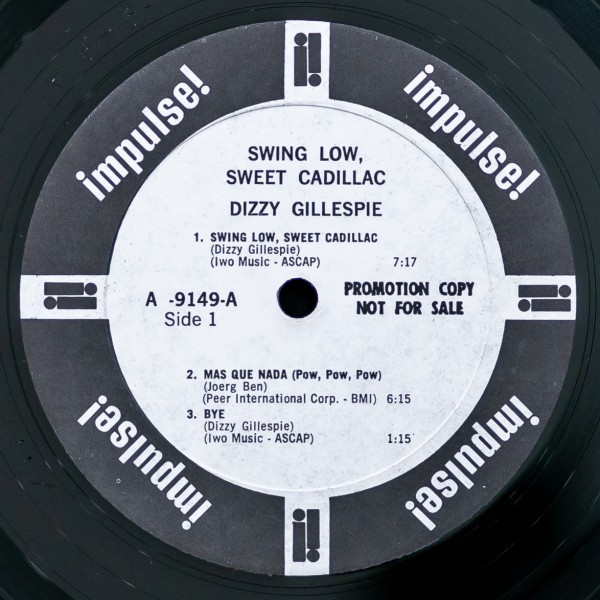 impulse!
impulse!
SWING LOW,
SWEET CADILLAC
DIZZY GILLESPIE
1. SWING LOW, SWEET CADILLAC
(Dizzy Gillespie)
(Iwo Music - ASCAP) 7:17
A -9149-A
Side 1
PROMOTION COPY
NOT FOR SALE
2. MAS QUE NADA (Pow, Pow, Pow)
(Joerg Ben)
(Peer International Corp. - BMI) 6:15
3. BYE
(Dizzy Gillespie)
(Iwo Music - ASCAP) 1:15
impulse!
impulse!